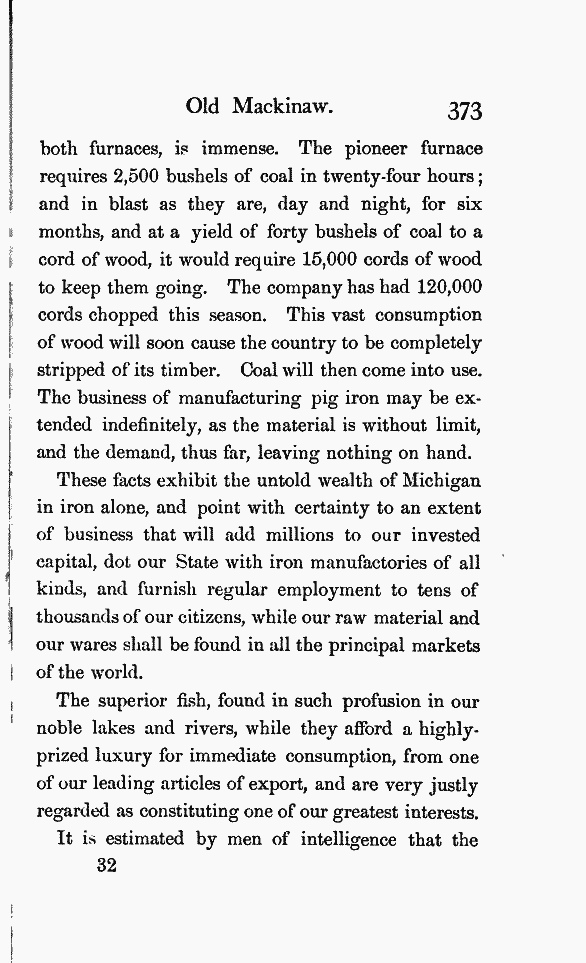 Old Mackinaw. 373
both furnaces, is immense. The pioneer furnace
requires 2,500 bushels of coal in twenty-four hours;
and in blast as they are, day and night, for six
months, and at a yield of forty bushels of coal to a
cord of wood, it would require 15,000 cords of wood
to keep them going. The company has had 120,000
cords chopped this season. This vast consumption
of wood will soon cause the country to be completely
stripped of its timber. Coal will then come into use.
The business of manufacturing pig iron may be ex-
tended indefinitely, as the material is without limit,
and the demand, thus far, leaving nothing on hand.
These facts exhibit the untold wealth of Michigan
in iron alone, and point with certainty to an extent
of business that will add millions to our invested
capital, dot our State with iron manufactories of all
kinds, and furnish regular employment to tens of
thousands of our citizens, while our raw material and
our wares shall be found in all the principal markets
of the world.
The superior fish, found in such profusion in our
noble lakes and rivers, while they afford a highly-
prized luxury for immediate consumption, from one
of our leading articles of export, and are very justly
regarded as constituting one of our greatest interests.
It is estimated by men of intelligence that the
32